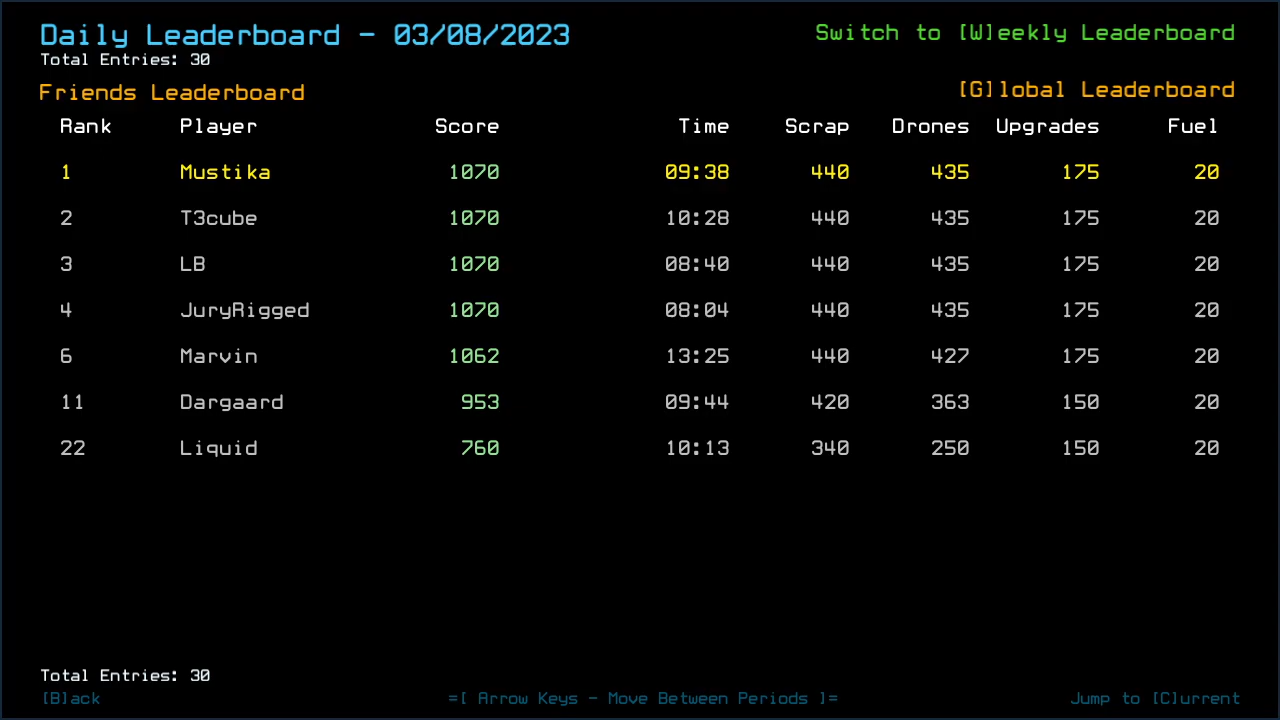 Daily Leaderboard - 03/08/2023 Switch to [W]eekly Leaderboard
Total Entries: 30
Friends Leaderboard [G]lobal Leaderboard
Rank Player Score Time Scrap Drones Upgrades Fuel
1 Mustika 1070 09:38 440 435 175 20
2 T3cube 1070 10:28 440 435 175 20
3 LB 1070 08:40 440 435 175 20
4 JuryRigged 1070 08:04 440 435 175 20
6 Marvin 1062 13:25 440 427 175 20
11 Dargaard 953 09:44 420 363 150 20
22 Liquid 760 10:13 340 250 150 20
Total Entries: 30
[B]ack =[ Arrow Keys - Move Between Periods ]= Jump to [C]urrent